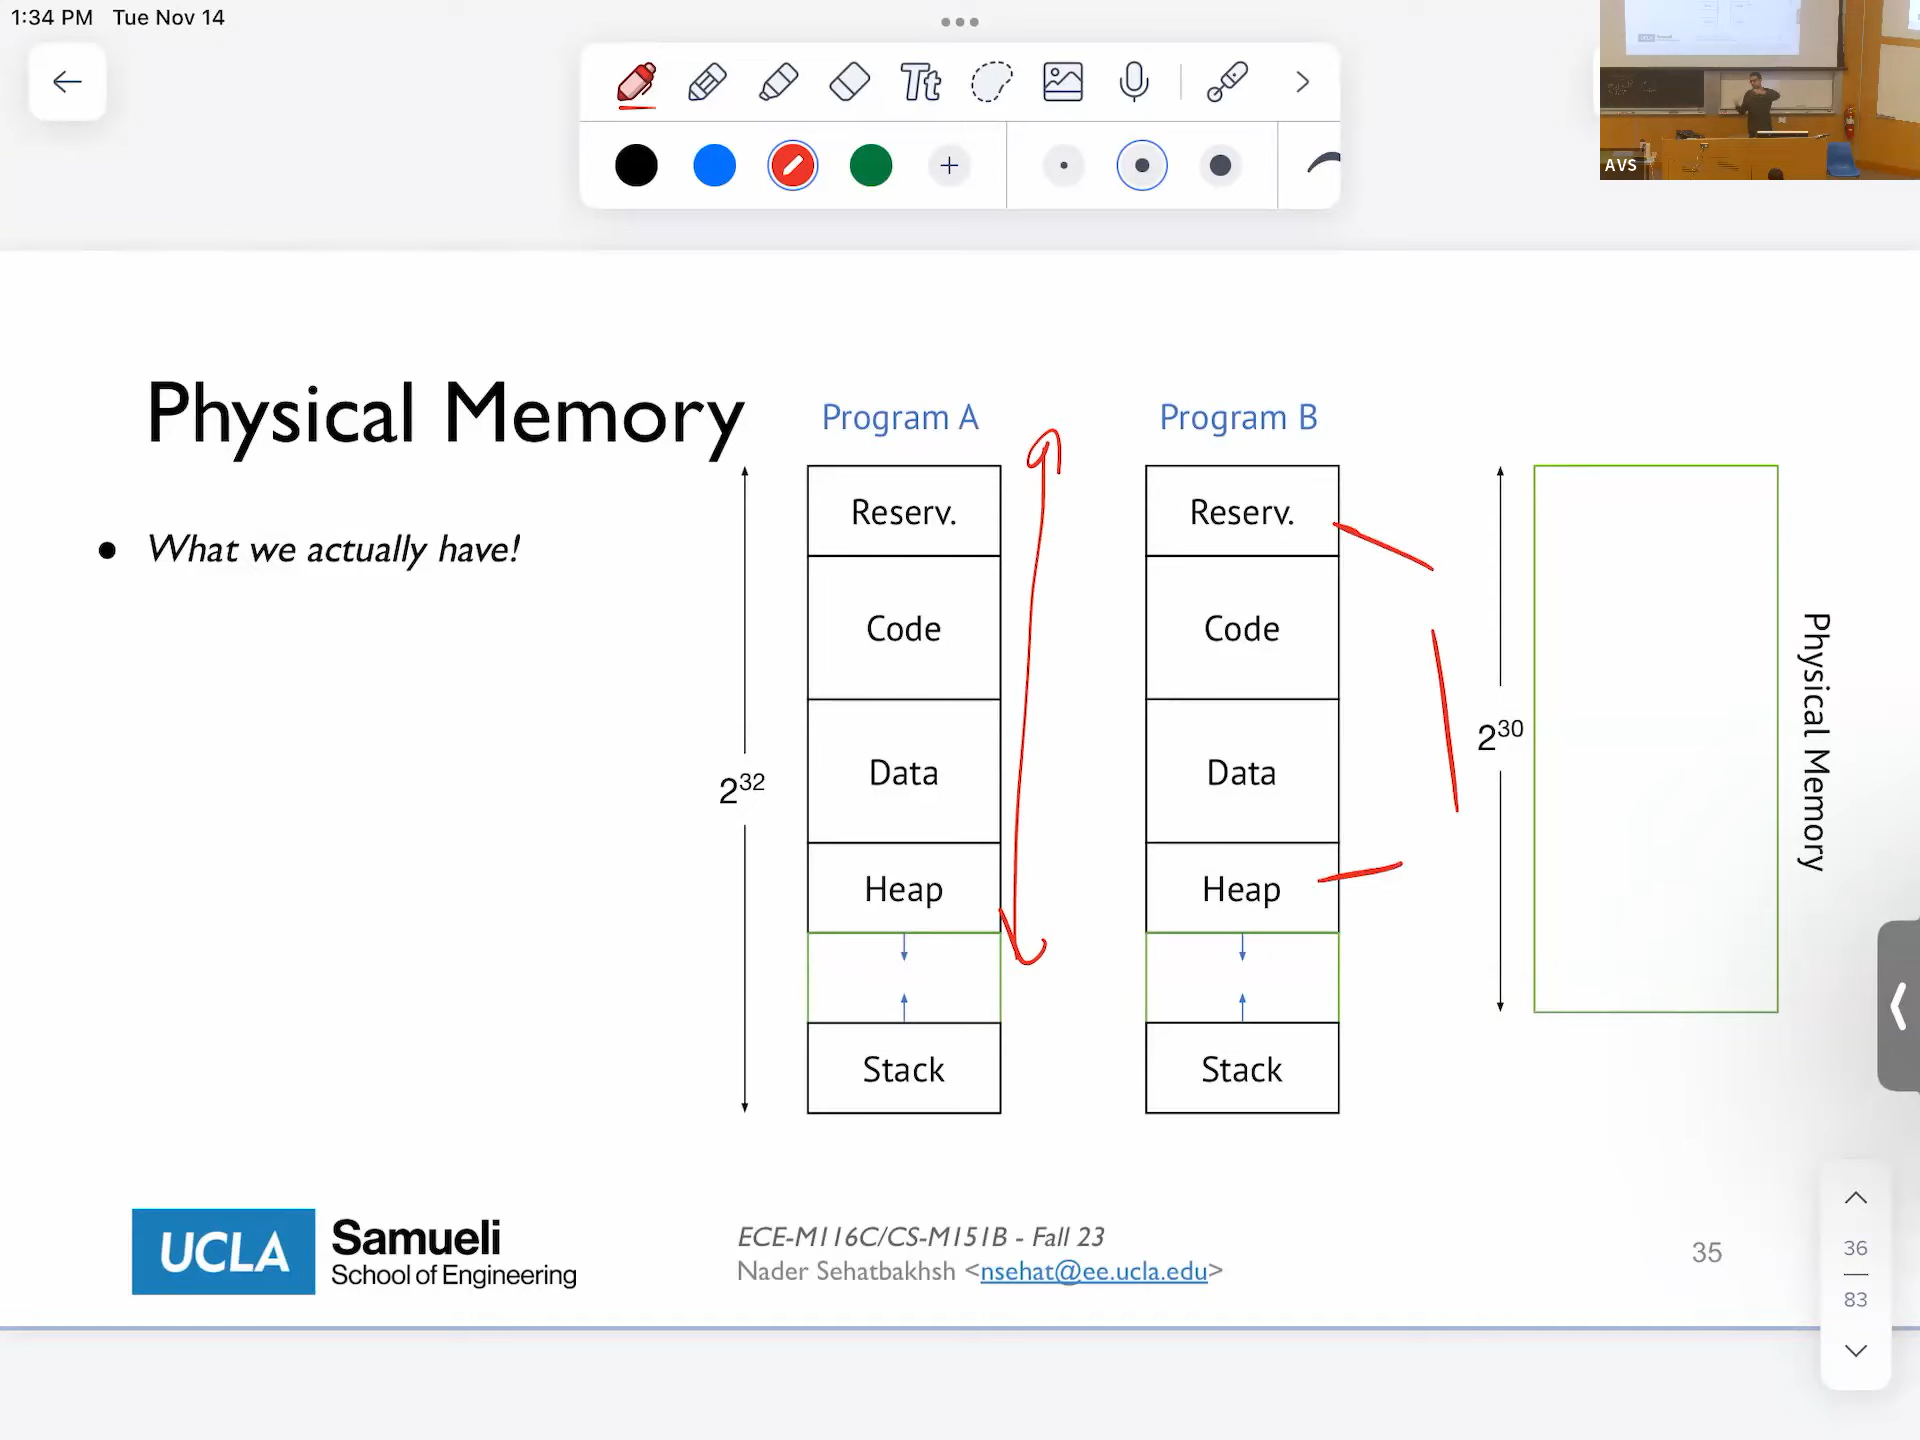 1:34 PM Tue Nov 14
Tt
AVS
Physical Memory
Program A
Program B
What we actually have!
Reserv.
Code
Data
Heap
Stack
2^32
Reserv.
Code
Data
Heap
Stack
2^30
Physical Memory
UCLA Samueli
School of Engineering
ECE-M116C/CS-M151B - Fall 23
Nader Sehatbakhsh <nsehat@ee.ucla.edu>
35
36
83